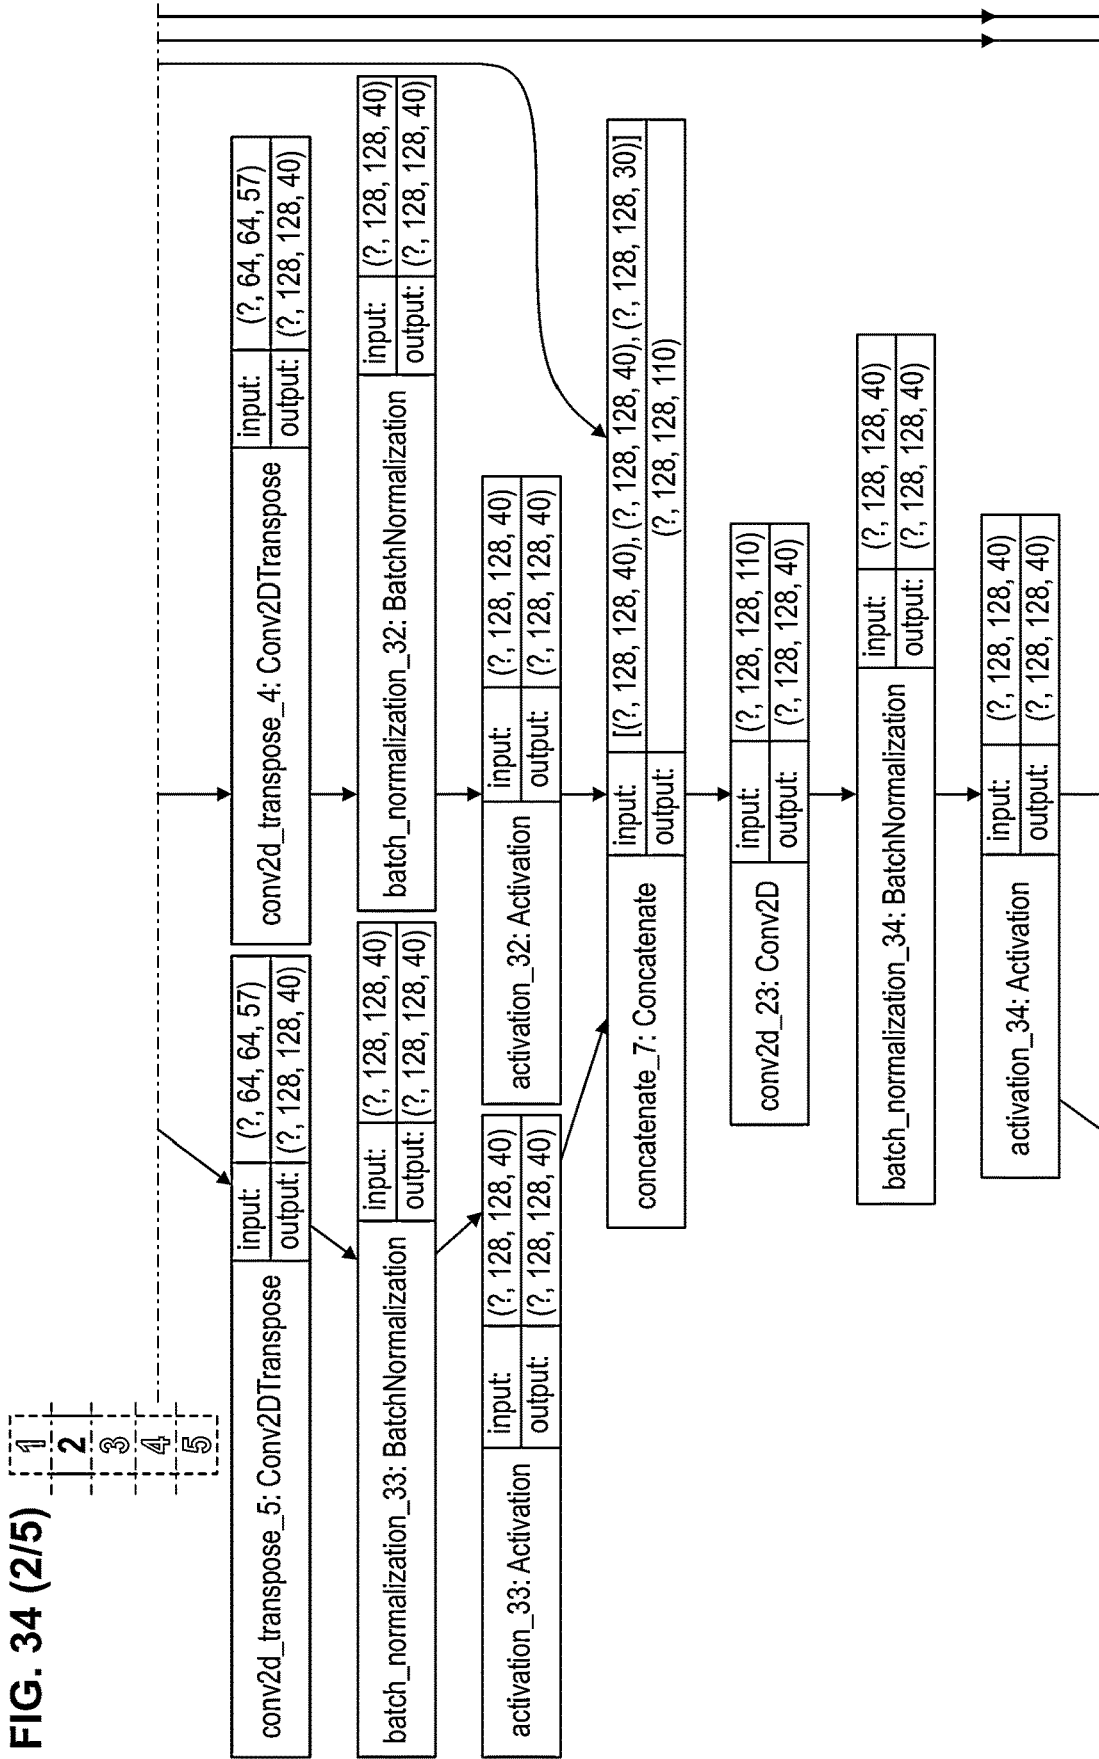 FIG. 34 (2/5)
1
2
3
4
5
conv2d_transpose_5: Conv2DTranspose
input: (?, 64, 64, 57)
output: (?, 128, 128, 40)
conv2d_transpose_4: Conv2DTranspose
input: (?, 64, 64, 57)
output: (?, 128, 128, 40)
batch_normalization_33: BatchNormalization
input: (?, 128, 128, 40)
output: (?, 128, 128, 40)
batch_normalization_32: BatchNormalization
input: (?, 128, 128, 40)
output: (?, 128, 128, 40)
activation_33: Activation
input: (?, 128, 128, 40)
output: (?, 128, 128, 40)
activation_32: Activation
input: (?, 128, 128, 40)
output: (?, 128, 128, 40)
concatenate_7: Concatenate
input: [(?, 128, 128, 40), (?, 128, 128, 40), (?, 128, 128, 30)]
output: (?, 128, 128, 110)
conv2d_23: Conv2D
input: (?, 128, 128, 110)
output: (?, 128, 128, 40)
batch_normalization_34: BatchNormalization
input: (?, 128, 128, 40)
output: (?, 128, 128, 40)
activation_34: Activation
input: (?, 128, 128, 40)
output: (?, 128, 128, 40)